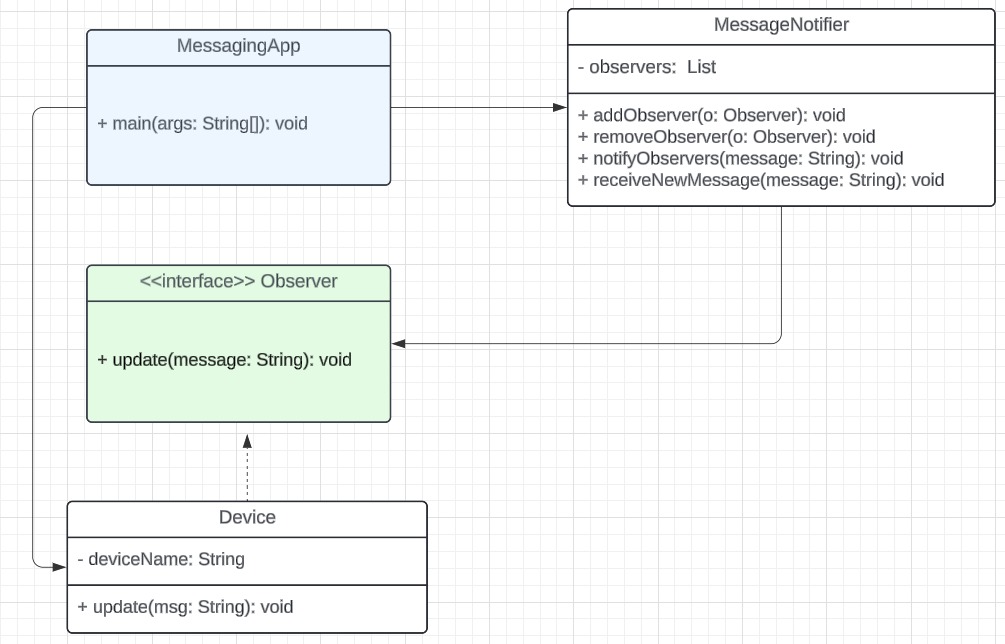 MessagingApp
+ main(args: String[]): void
MessageNotifier
- observers:  List
+ addObserver(o: Observer): void
+ removeObserver(o: Observer): void
+ notifyObservers(message: String): void
+ receiveNewMessage(message: String): void
<<interface>> Observer
+ update(message: String): void
Device
- deviceName: String
+ update(msg: String): void